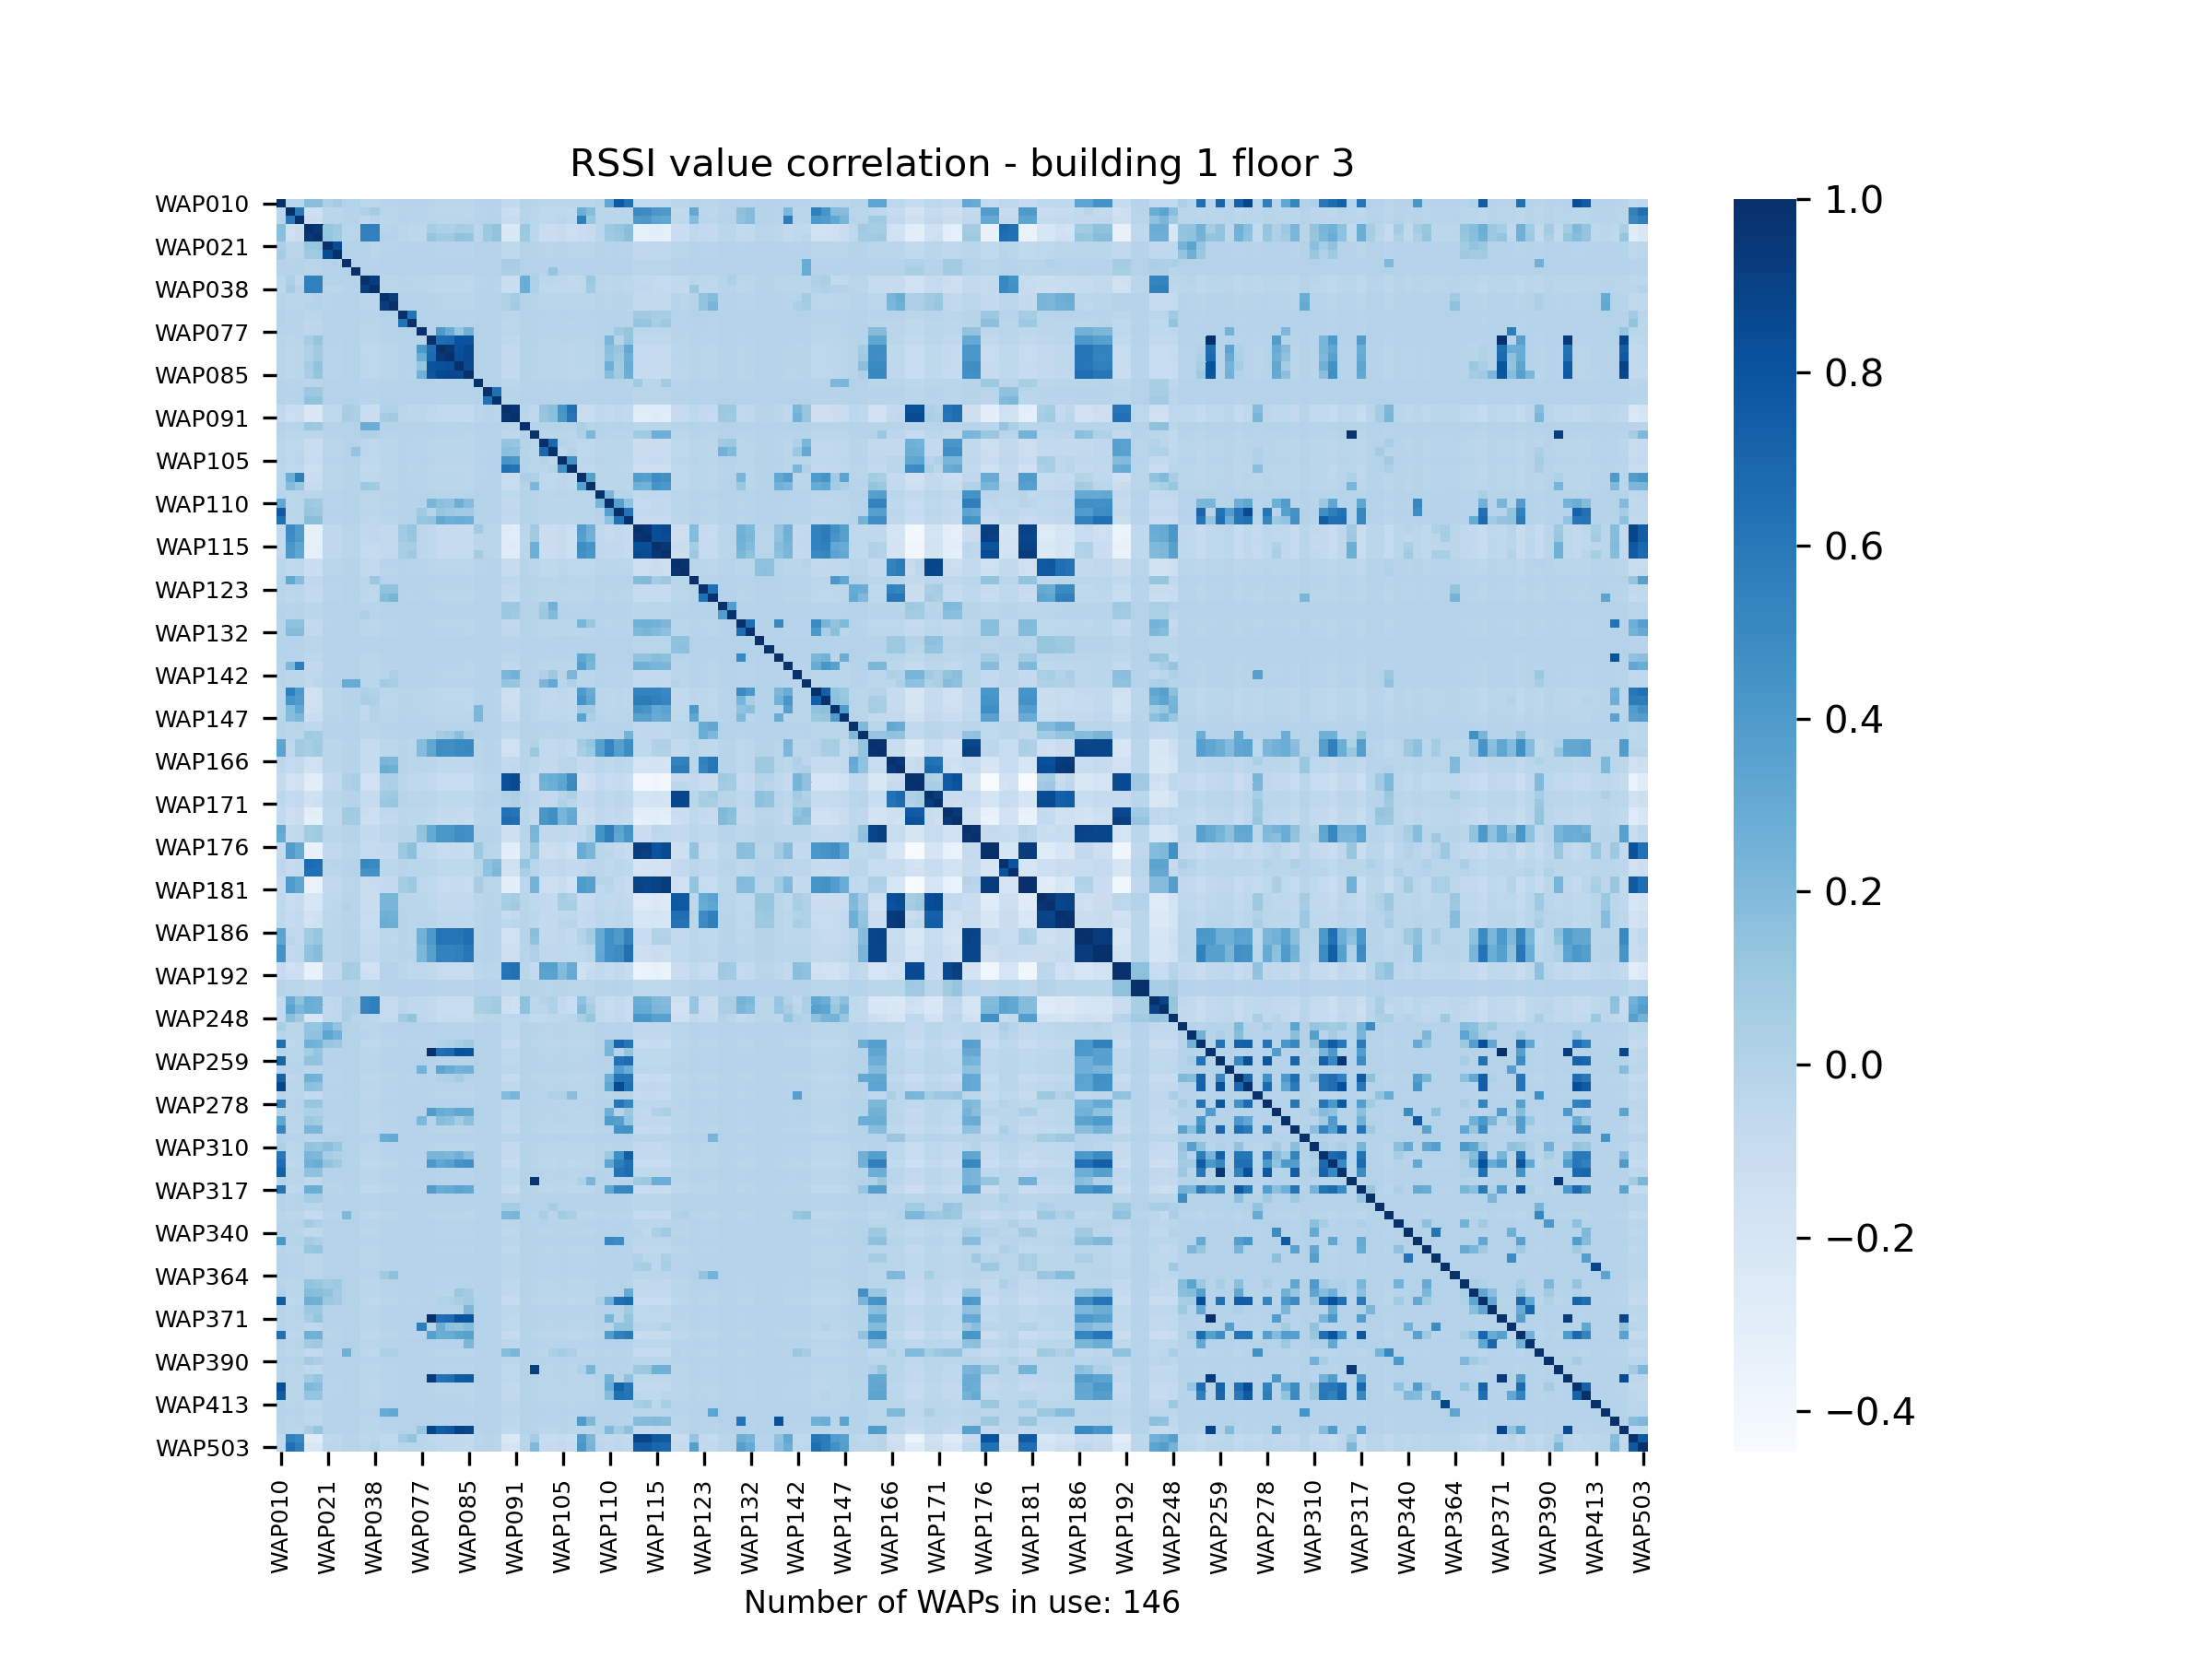 RSSI value correlation - building 1 floor 3
WAP010
WAP021
WAP038
WAP077
WAP085
WAP091
WAP105
WAP110
WAP115
WAP123
WAP132
WAP142
WAP147
WAP166
WAP171
WAP176
WAP181
WAP186
WAP192
WAP248
WAP259
WAP278
WAP310
WAP317
WAP340
WAP364
WAP371
WAP390
WAP413
WAP503
WAP010
WAP021
WAP038
WAP077
WAP085
WAP091
WAP105
WAP110
WAP115
WAP123
WAP132
WAP142
WAP147
WAP166
WAP171
WAP176
WAP181
WAP186
WAP192
WAP248
WAP259
WAP278
WAP310
WAP317
WAP340
WAP364
WAP371
WAP390
WAP413
WAP503
Number of WAPs in use: 146
1.0
0.8
0.6
0.4
0.2
0.0
−0.2
−0.4